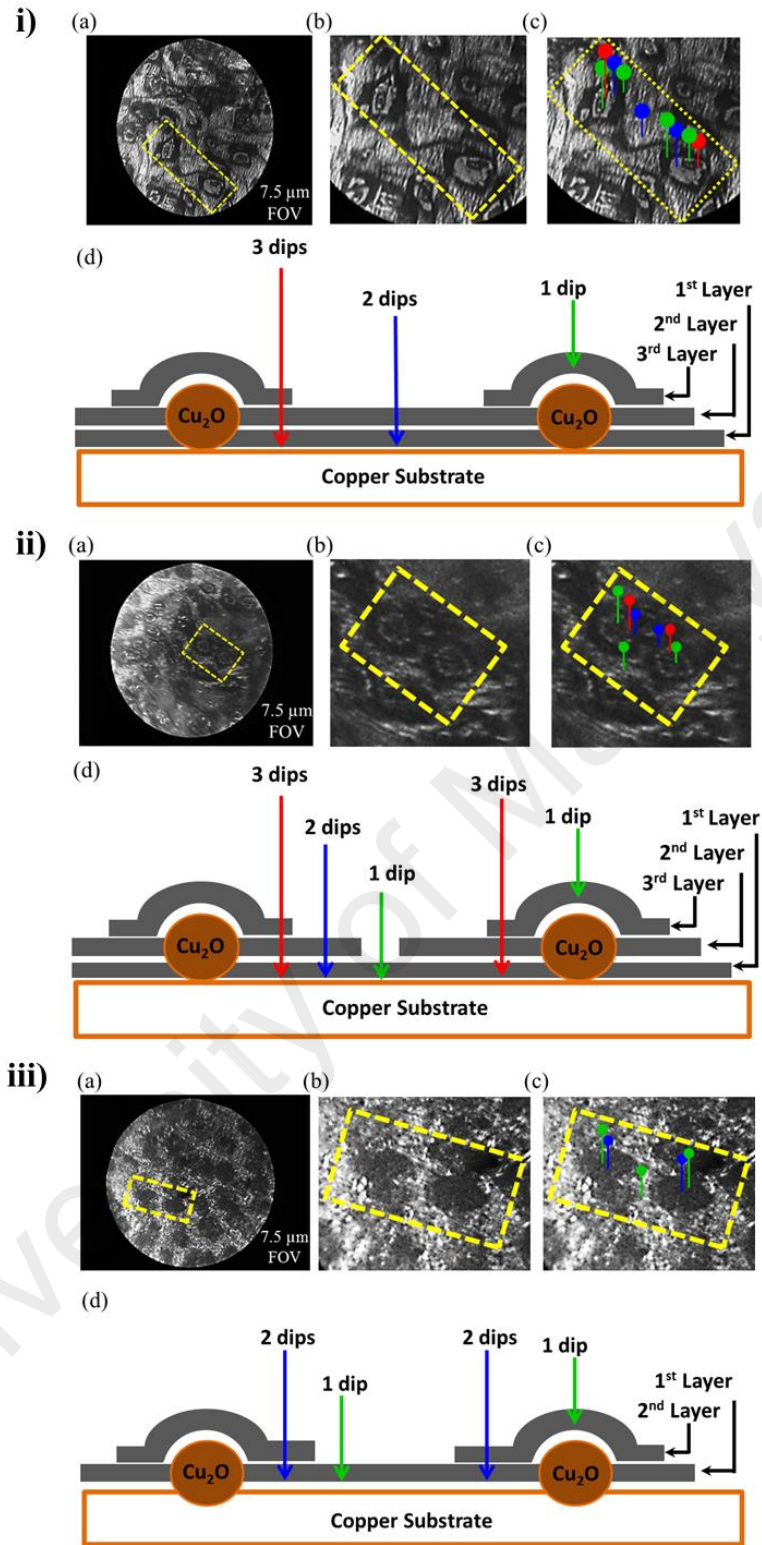 i)
(a) (b) (c)
7.5 µm
FOV
(d)
3 dips
2 dips
1 dip
1st Layer
2nd Layer
3rd Layer
Cu₂O Cu₂O
Copper Substrate
ii)
(a) (b) (c)
7.5 µm
FOV
(d)
3 dips
2 dips
1 dip
3 dips
1 dip
1st Layer
2nd Layer
3rd Layer
Cu₂O Cu₂O
Copper Substrate
iii)
(a) (b) (c)
7.5 µm
FOV
(d)
2 dips
1 dip
2 dips
1 dip
1st Layer
2nd Layer
Cu₂O Cu₂O
Copper Substrate